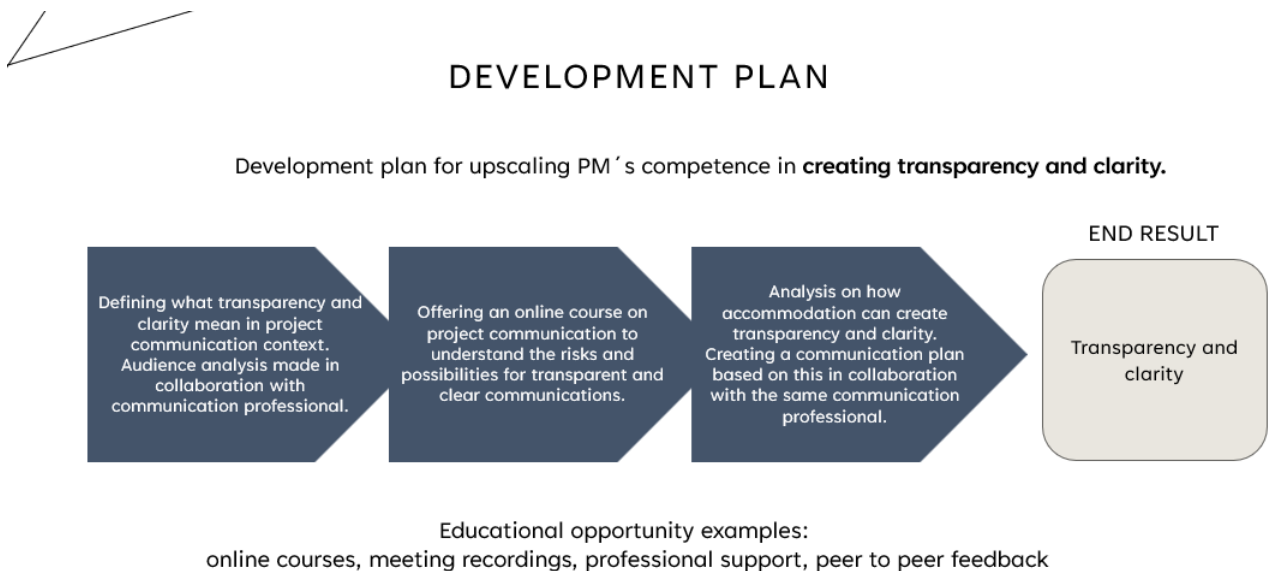 DEVELOPMENT PLAN
Development plan for upscaling PM´s competence in creating transparency and clarity.
Defining what transparency and
clarity mean in project
communication context.
Audience analysis made in
collaboration with
communication professional.
Offering an online course on
project communication to
understand the risks and
possibilities for transparent and
clear communications.
Analysis on how
accommodation can create
transparency and clarity.
Creating a communication plan
based on this in collaboration
with the same communication
professional.
END RESULT
Transparency and
clarity
Educational opportunity examples:
online courses, meeting recordings, professional support, peer to peer feedback